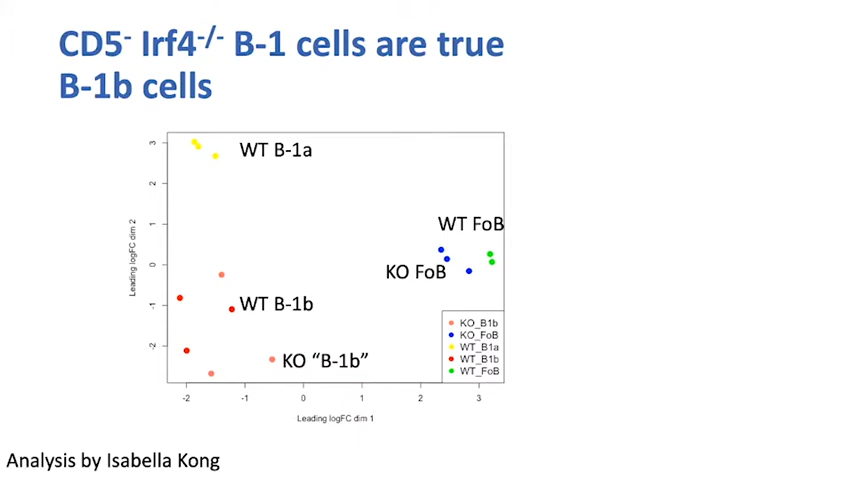 CD5- Irf4-/- B-1 cells are true
B-1b cells
WT B-1a
WT FoB
KO FoB
WT B-1b
KO “B-1b”
3
2
1
0
-1
-2
Leading logFC dim 2
-2 -1 0 1 2 3
Leading logFC dim 1
KO_B1b
KO_FoB
WT_B1a
WT_B1b
WT_FoB
Analysis by Isabella Kong